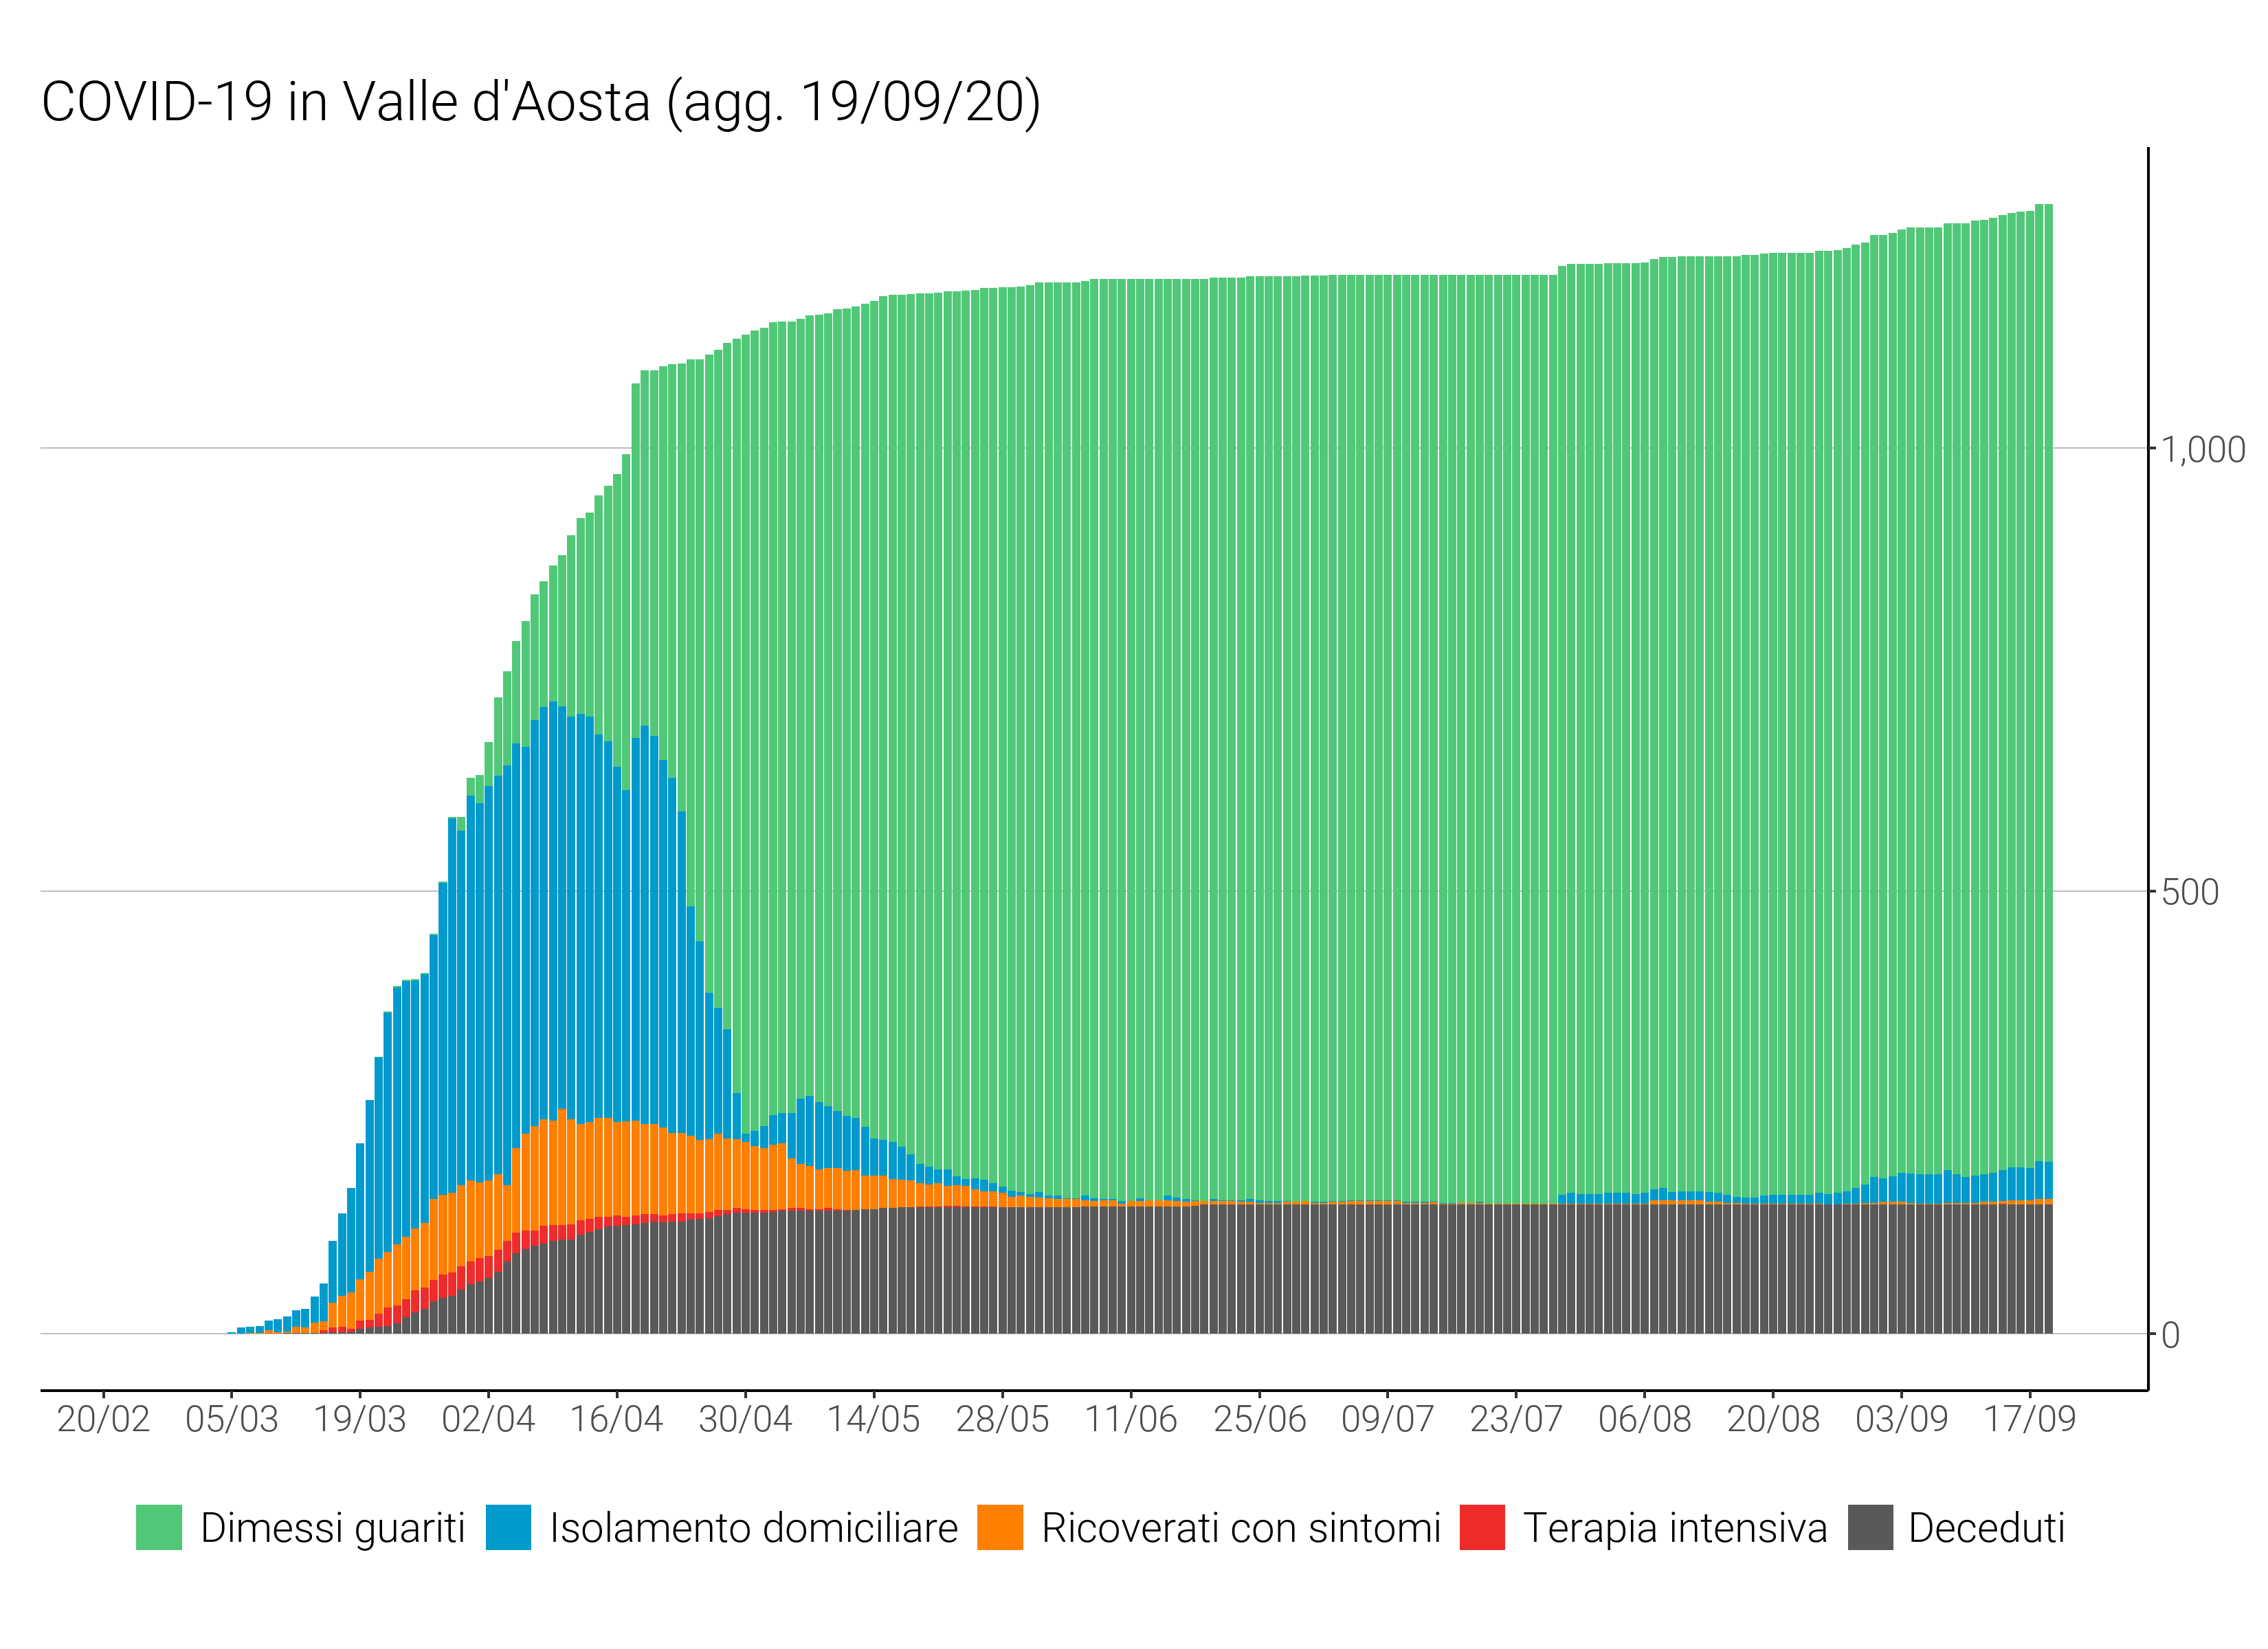 COVID-19 in Valle d'Aosta (agg. 19/09/20)
1,000
500
0
20/02 05/03 19/03 02/04 16/04 30/04 14/05 28/05 11/06 25/06 09/07 23/07 06/08 20/08 03/09 17/09
Dimessi guariti Isolamento domiciliare Ricoverati con sintomi Terapia intensiva Deceduti